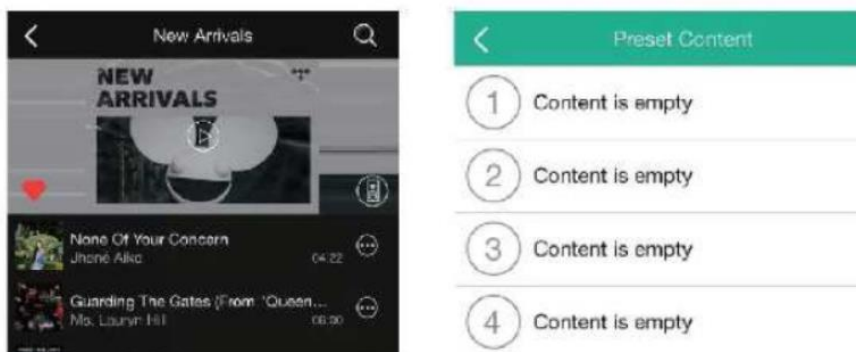 New Arrivals
NEW
ARRIVALS
None Of Your Concern
Jhené Aiko
04:22
Guarding The Gates (From "Queen...
Ms. Lauryn Hill
Preset Content
1 Content is empty
2 Content is empty
3 Content is empty
4 Content is empty